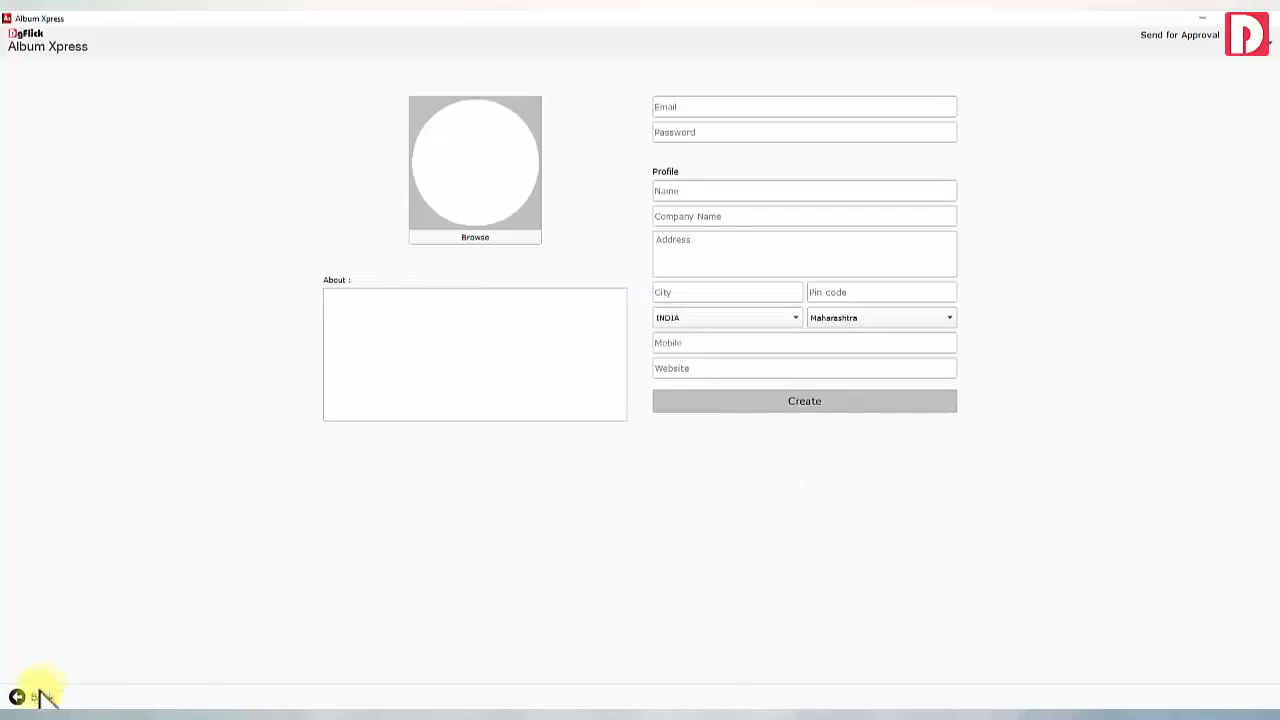 Album Xpress
DgFlick
Album Xpress
Send for Approval
D
Browse
About :
Email
Password
Profile
Name
Company Name
Address
City
Pin code
INDIA
Maharashtra
Mobile
Website
Create